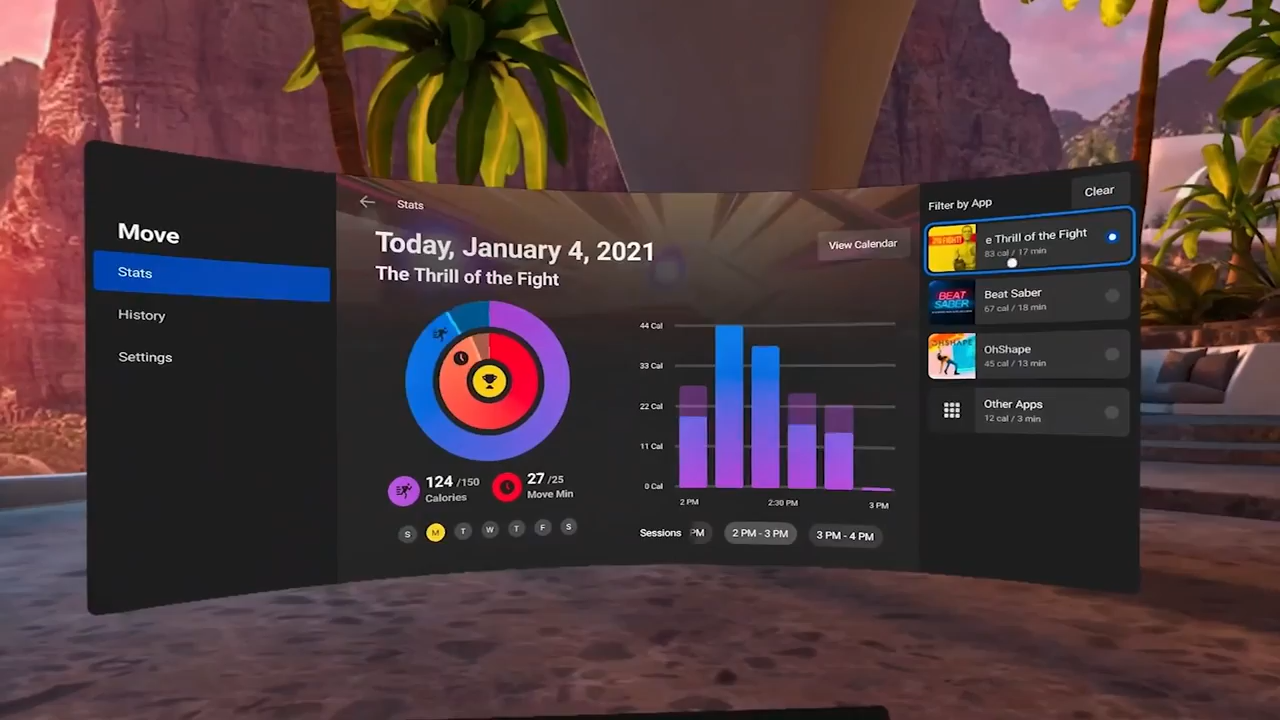 Move
Stats
History
Settings
Stats
Today, January 4, 2021
The Thrill of the Fight
View Calendar
124 /150
Calories
27 /25
Move Min
S M T W T F S
44 Cal
33 Cal
22 Cal
11 Cal
0 Cal
2 PM 2:30 PM 3 PM
Sessions PM 2 PM - 3 PM 3 PM - 4 PM
Filter by App
Clear
e Thrill of the Fight
83 cal / 17 min
BEAT
SABER
Beat Saber
67 cal / 18 min
OHSHAPE
OhShape
45 cal / 13 min
Other Apps
12 cal / 3 min